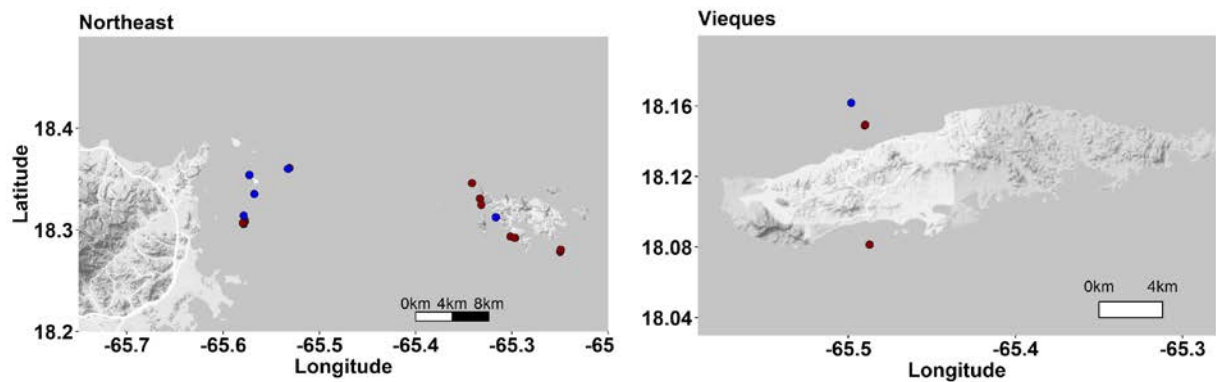 Northeast
Latitude
18.4
18.3
18.2
0km 4km 8km
-65.7 -65.6 -65.5 -65.4 -65.3 -65
Longitude
Vieques
18.16
18.12
18.08
18.04
0km 4km
-65.5 -65.4 -65.3
Longitude